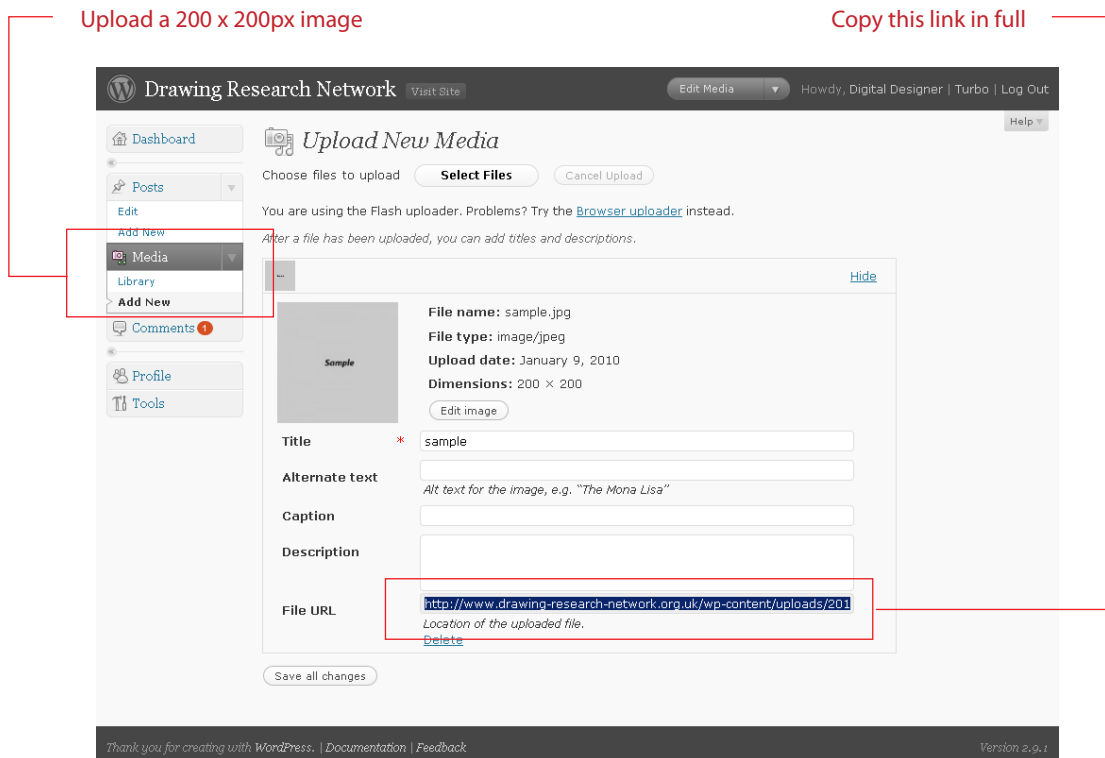 Upload a 200 x 200px image
Copy this link in full
Drawing Research Network Visit Site
Edit Media
Howdy, Digital Designer | Turbo | Log Out
Help
Dashboard
Upload New Media
Choose files to upload Select Files Cancel Upload
Posts
Edit
You are using the Flash uploader. Problems? Try the Browser uploader instead.
Add New
After a file has been uploaded, you can add titles and descriptions.
Media
Library
Hide
Add New
File name: sample.jpg
Comments 1
File type: image/jpeg
Sample
Upload date: January 9, 2010
Profile
Dimensions: 200 × 200
Tools
Edit image
Title * sample
Alternate text
Alt text for the image, e.g. “The Mona Lisa”
Caption
Description
File URL http://www.drawing-research-network.org.uk/wp-content/uploads/201
Location of the uploaded file.
Delete
Save all changes
Thank you for creating with WordPress. | Documentation | Feedback
Version 2.9.1